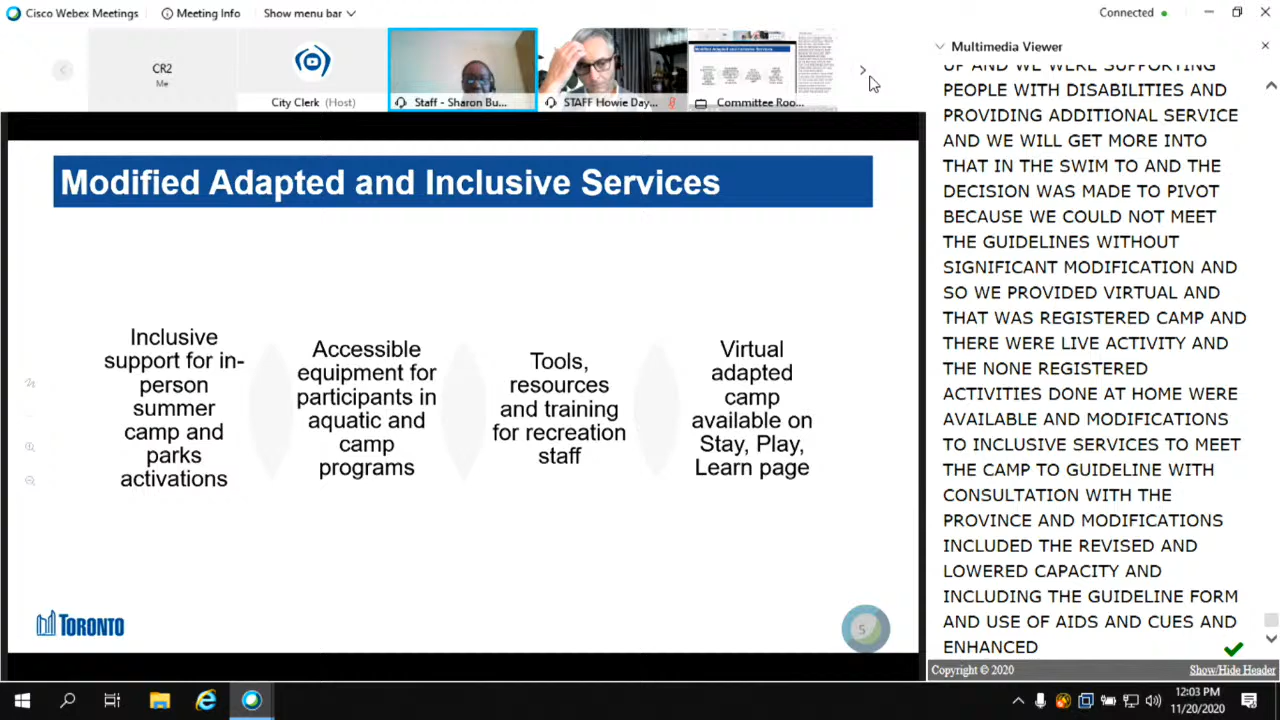 Cisco Webex Meetings
Meeting Info
Show menu bar
Connected
CR2
Me
City Clerk (Host)
Staff - Sharon Bu...
STAFF Howie Day...
Modified Adapted and Inclusive Services
Committee Roo...
Modified Adapted and Inclusive Services
Inclusive
support for in-
person
summer
camp and
parks
activations
Accessible
equipment for
participants in
aquatic and
camp
programs
Tools,
resources
and training
for recreation
staff
Virtual
adapted
camp
available on
Stay, Play,
Learn page
TORONTO
5
Multimedia Viewer
UP AND WE WERE SUPPORTING
PEOPLE WITH DISABILITIES AND
PROVIDING ADDITIONAL SERVICE
AND WE WILL GET MORE INTO
THAT IN THE SWIM TO AND THE
DECISION WAS MADE TO PIVOT
BECAUSE WE COULD NOT MEET
THE GUIDELINES WITHOUT
SIGNIFICANT MODIFICATION AND
SO WE PROVIDED VIRTUAL AND
THAT WAS REGISTERED CAMP AND
THERE WERE LIVE ACTIVITY AND
THE NONE REGISTERED
ACTIVITIES DONE AT HOME WERE
AVAILABLE AND MODIFICATIONS
TO INCLUSIVE SERVICES TO MEET
THE CAMP TO GUIDELINE WITH
CONSULTATION WITH THE
PROVINCE AND MODIFICATIONS
INCLUDED THE REVISED AND
LOWERED CAPACITY AND
INCLUDING THE GUIDELINE FORM
AND USE OF AIDS AND CUES AND
ENHANCED
Copyright © 2020
Show/Hide Header
12:03 PM
11/20/2020